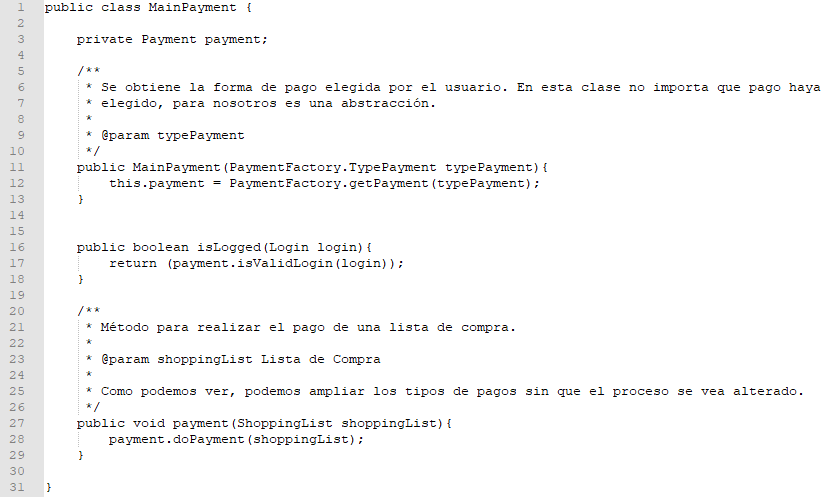 1 public class MainPayment {
2
3     private Payment payment;
4
5     /**
6      * Se obtiene la forma de pago elegida por el usuario. En esta clase no importa que pago haya
7      * elegido, para nosotros es una abstracción.
8      *
9      * @param typePayment
10      */
11     public MainPayment(PaymentFactory.TypePayment typePayment){
12         this.payment = PaymentFactory.getPayment(typePayment);
13     }
14
15
16     public boolean isLogged(Login login){
17         return (payment.isValidLogin(login));
18     }
19
20     /**
21      * Método para realizar el pago de una lista de compra.
22      *
23      * @param shoppingList Lista de Compra
24      *
25      * Como podemos ver, podemos ampliar los tipos de pagos sin que el proceso se vea alterado.
26      */
27     public void payment(ShoppingList shoppingList){
28         payment.doPayment(shoppingList);
29     }
30
31 }